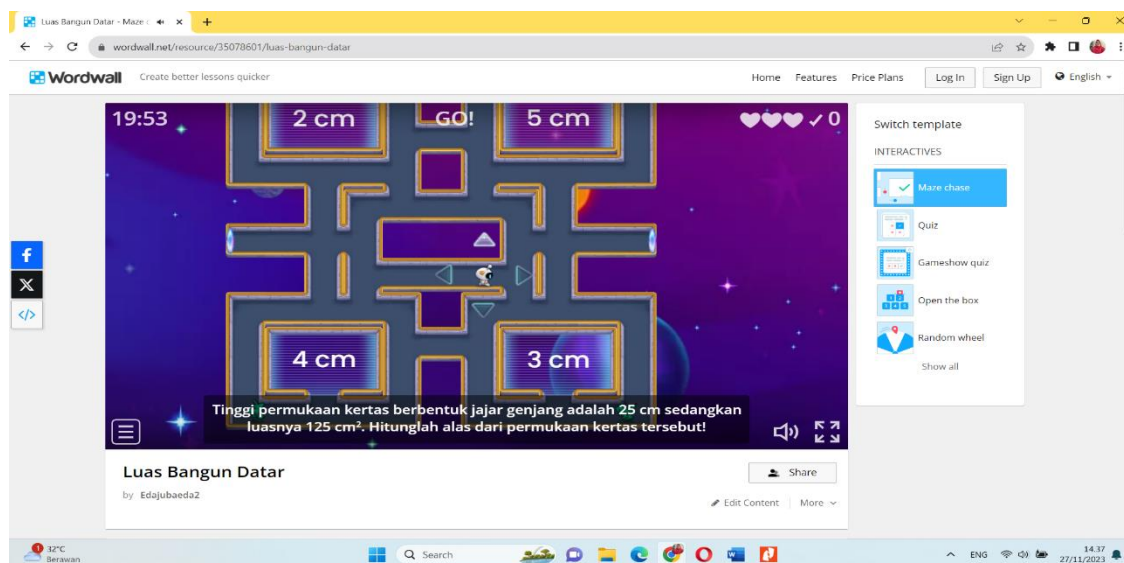 Luas Bangun Datar - Maze c
wordwall.net/resource/35078601/luas-bangun-datar
Wordwall
Create better lessons quicker
Home Features Price Plans Log In Sign Up English
19:53
2 cm
GO!
5 cm
0
4 cm
3 cm
Tinggi permukaan kertas berbentuk jajar genjang adalah 25 cm sedangkan
luasnya 125 cm². Hitunglah alas dari permukaan kertas tersebut!
Switch template
INTERACTIVES
Maze chase
Quiz
Gameshow quiz
Open the box
Random wheel
Show all
Luas Bangun Datar
Share
by Edajubaeda2
Edit Content More
1
32°C
Berawan
Search
ENG
14.37
27/11/2023